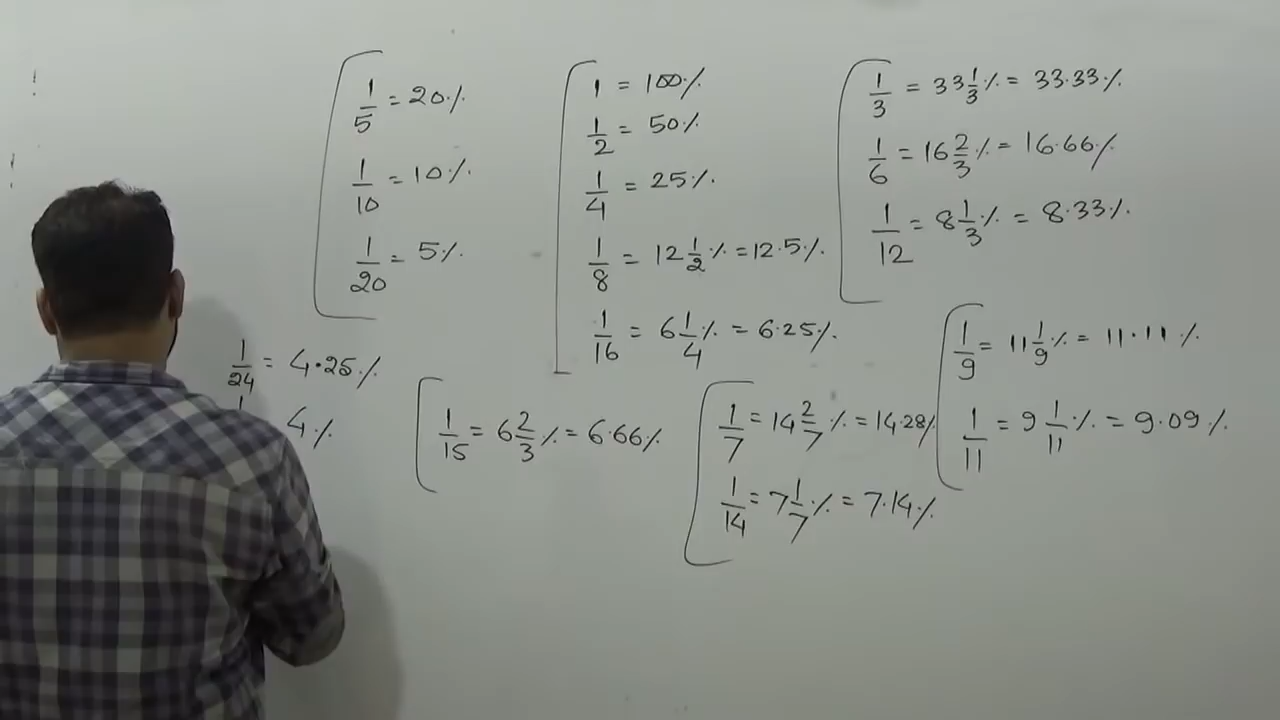 1/5 = 20%
1/10 = 10%
1/20 = 5%
1 = 100%
1/2 = 50%
1/4 = 25%
1/8 = 12 1/2 % = 12.5%
1/16 = 6 1/4 % = 6.25%
1/3 = 33 1/3 % = 33.33%
1/6 = 16 2/3 % = 16.66%
1/12 = 8 1/3 % = 8.33%
1/24 = 4.25%
4%
1/15 = 6 2/3 % = 6.66%
1/7 = 14 2/7 % = 14.28%
1/14 = 7 1/7 % = 7.14%
1/9 = 11 1/9 % = 11.11%
1/11 = 9 1/11 % = 9.09%